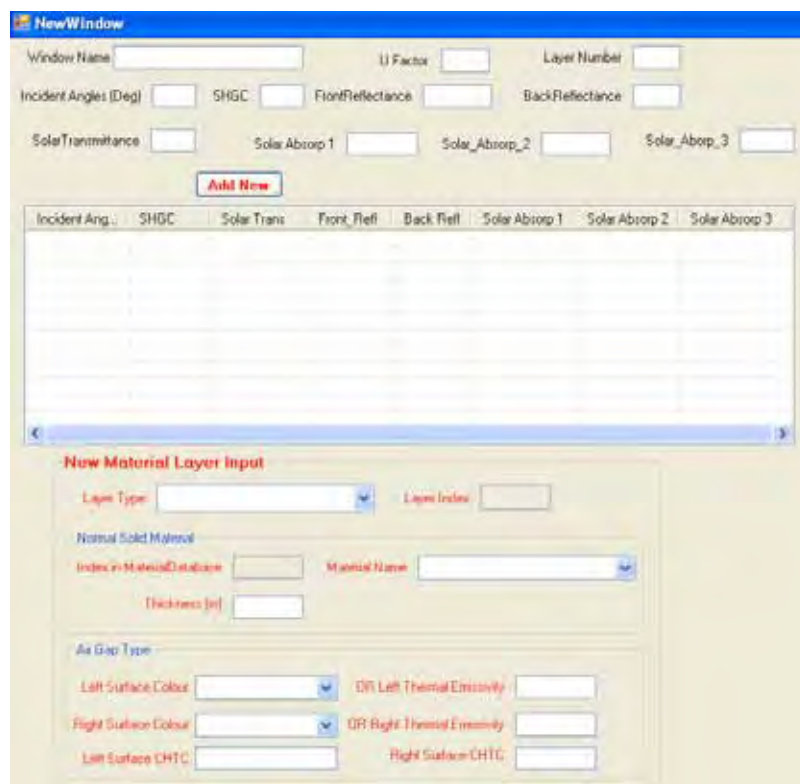 NewWindow
Window Name U Factor Layer Number
Incident Angles (Deg) SHGC FrontReflectance BackReflectance
SolarTransmittance Solar Absorp 1 Solar_Absorp_2 Solar_Aborp_3
Add New
Incident Ang... SHGC Solar Trans Front_Refl Back Refl Solar Absorp 1 Solar Absorp 2 Solar Absorp 3
New Material Layer Input
Layer Type Layer Index
Normal Solid Material
Index in MaterialDatabase Material Name
Thickness [m]
Air Gap Type
Left Surface Colour OR Left Thermal Emissivity
Right Surface Colour OR Right Thermal Emissivity
Left Surface CHTC Right Surface CHTC